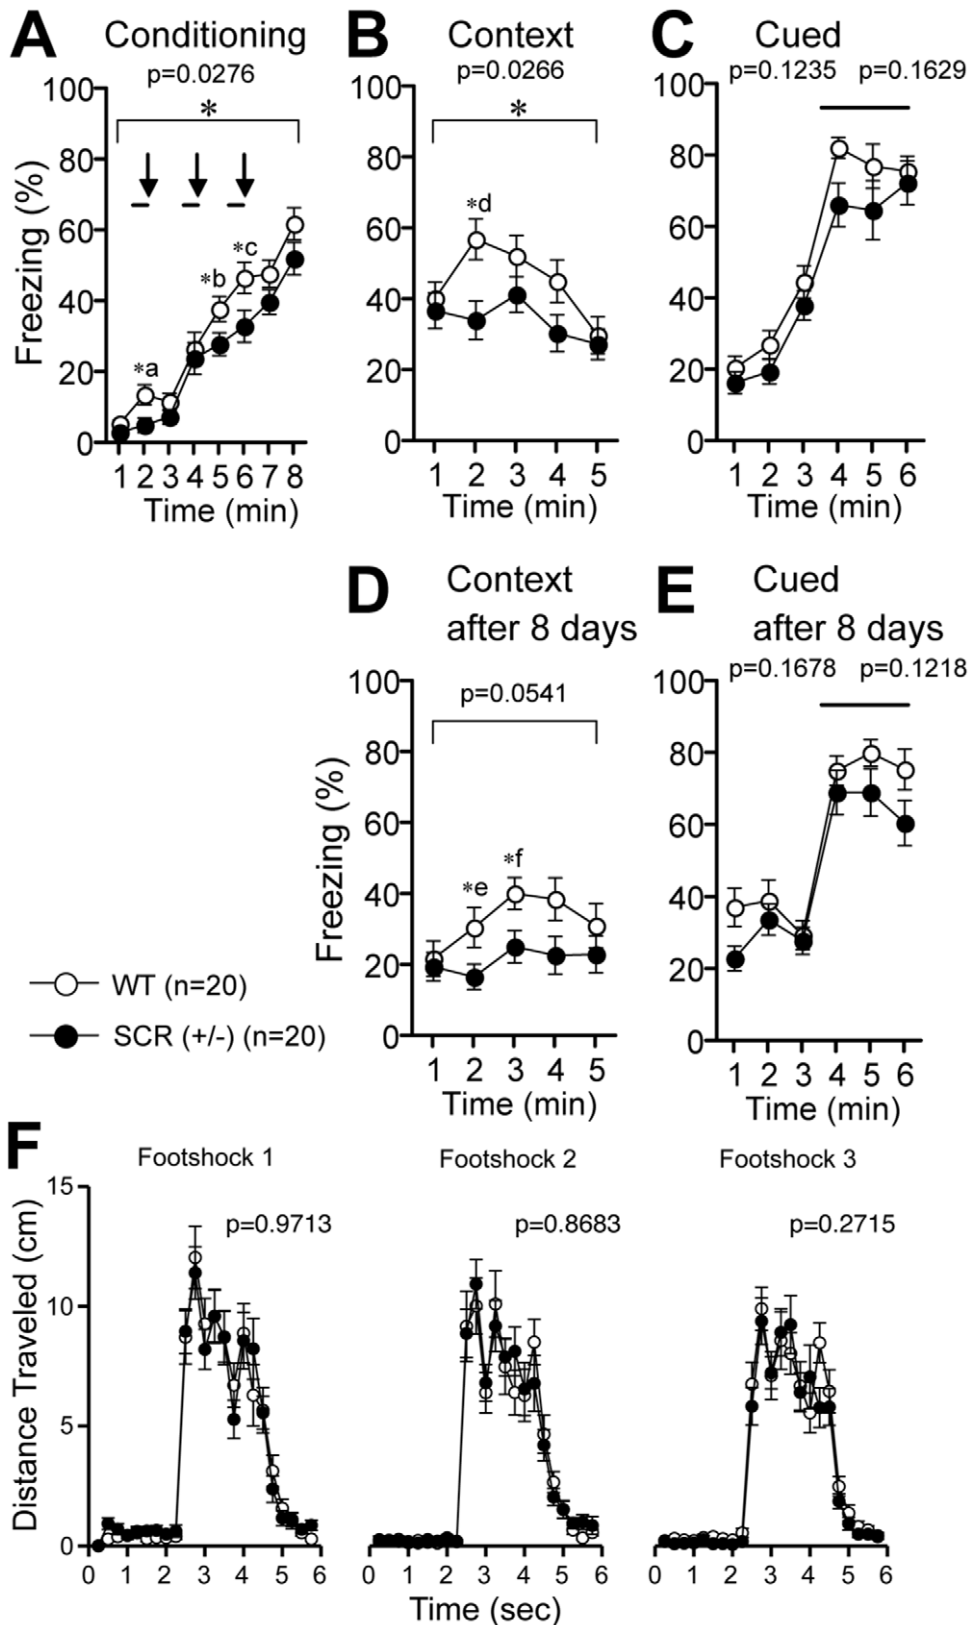 A Conditioning
p=0.0276
*
100
80
60
40
20
0
Freezing (%)
*a
*b
*c
1 2 3 4 5 6 7 8
Time (min)
B Context
p=0.0266
*
100
80
60
40
20
0
*d
1 2 3 4 5
Time (min)
C Cued
p=0.1235 p=0.1629
100
80
60
40
20
0
1 2 3 4 5 6
Time (min)
D Context
after 8 days
p=0.0541
100
80
60
40
20
0
Freezing (%)
*e
*f
1 2 3 4 5
Time (min)
E Cued
after 8 days
p=0.1678 p=0.1218
100
80
60
40
20
0
1 2 3 4 5 6
Time (min)
WT (n=20)
SCR (+/-) (n=20)
F
Footshock 1
p=0.9713
15
10
5
0
Distance Traveled (cm)
0 1 2 3 4 5 6
Footshock 2
p=0.8683
0 1 2 3 4 5 6
Footshock 3
p=0.2715
0 1 2 3 4 5 6
Time (sec)